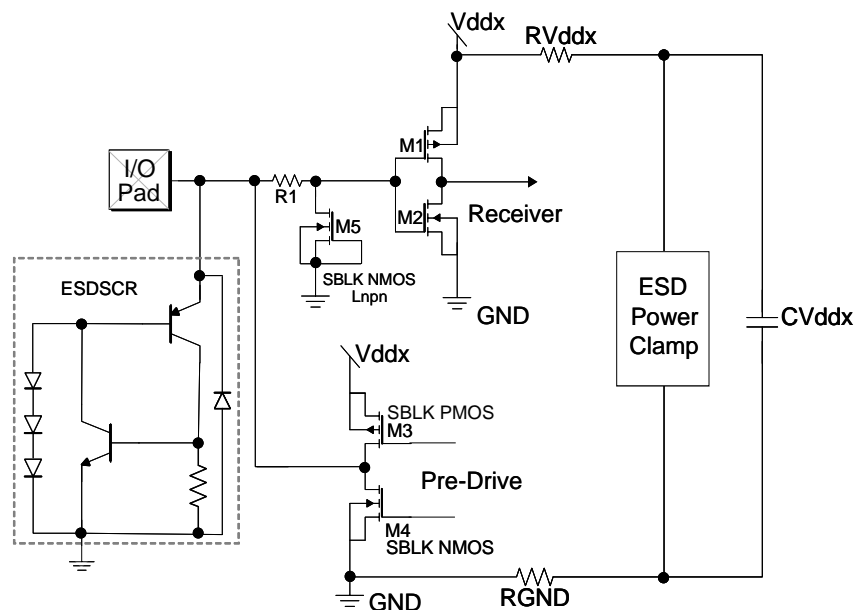 Vddx
RVddx
M1
I/O
Pad
R1
M2
Receiver
M5
SBLK NMOS
Lnpn
ESDSCR
GND
ESD
Power
Clamp
CVddx
Vddx
SBLK PMOS
M3
Pre-Drive
M4
SBLK NMOS
GND
RGND